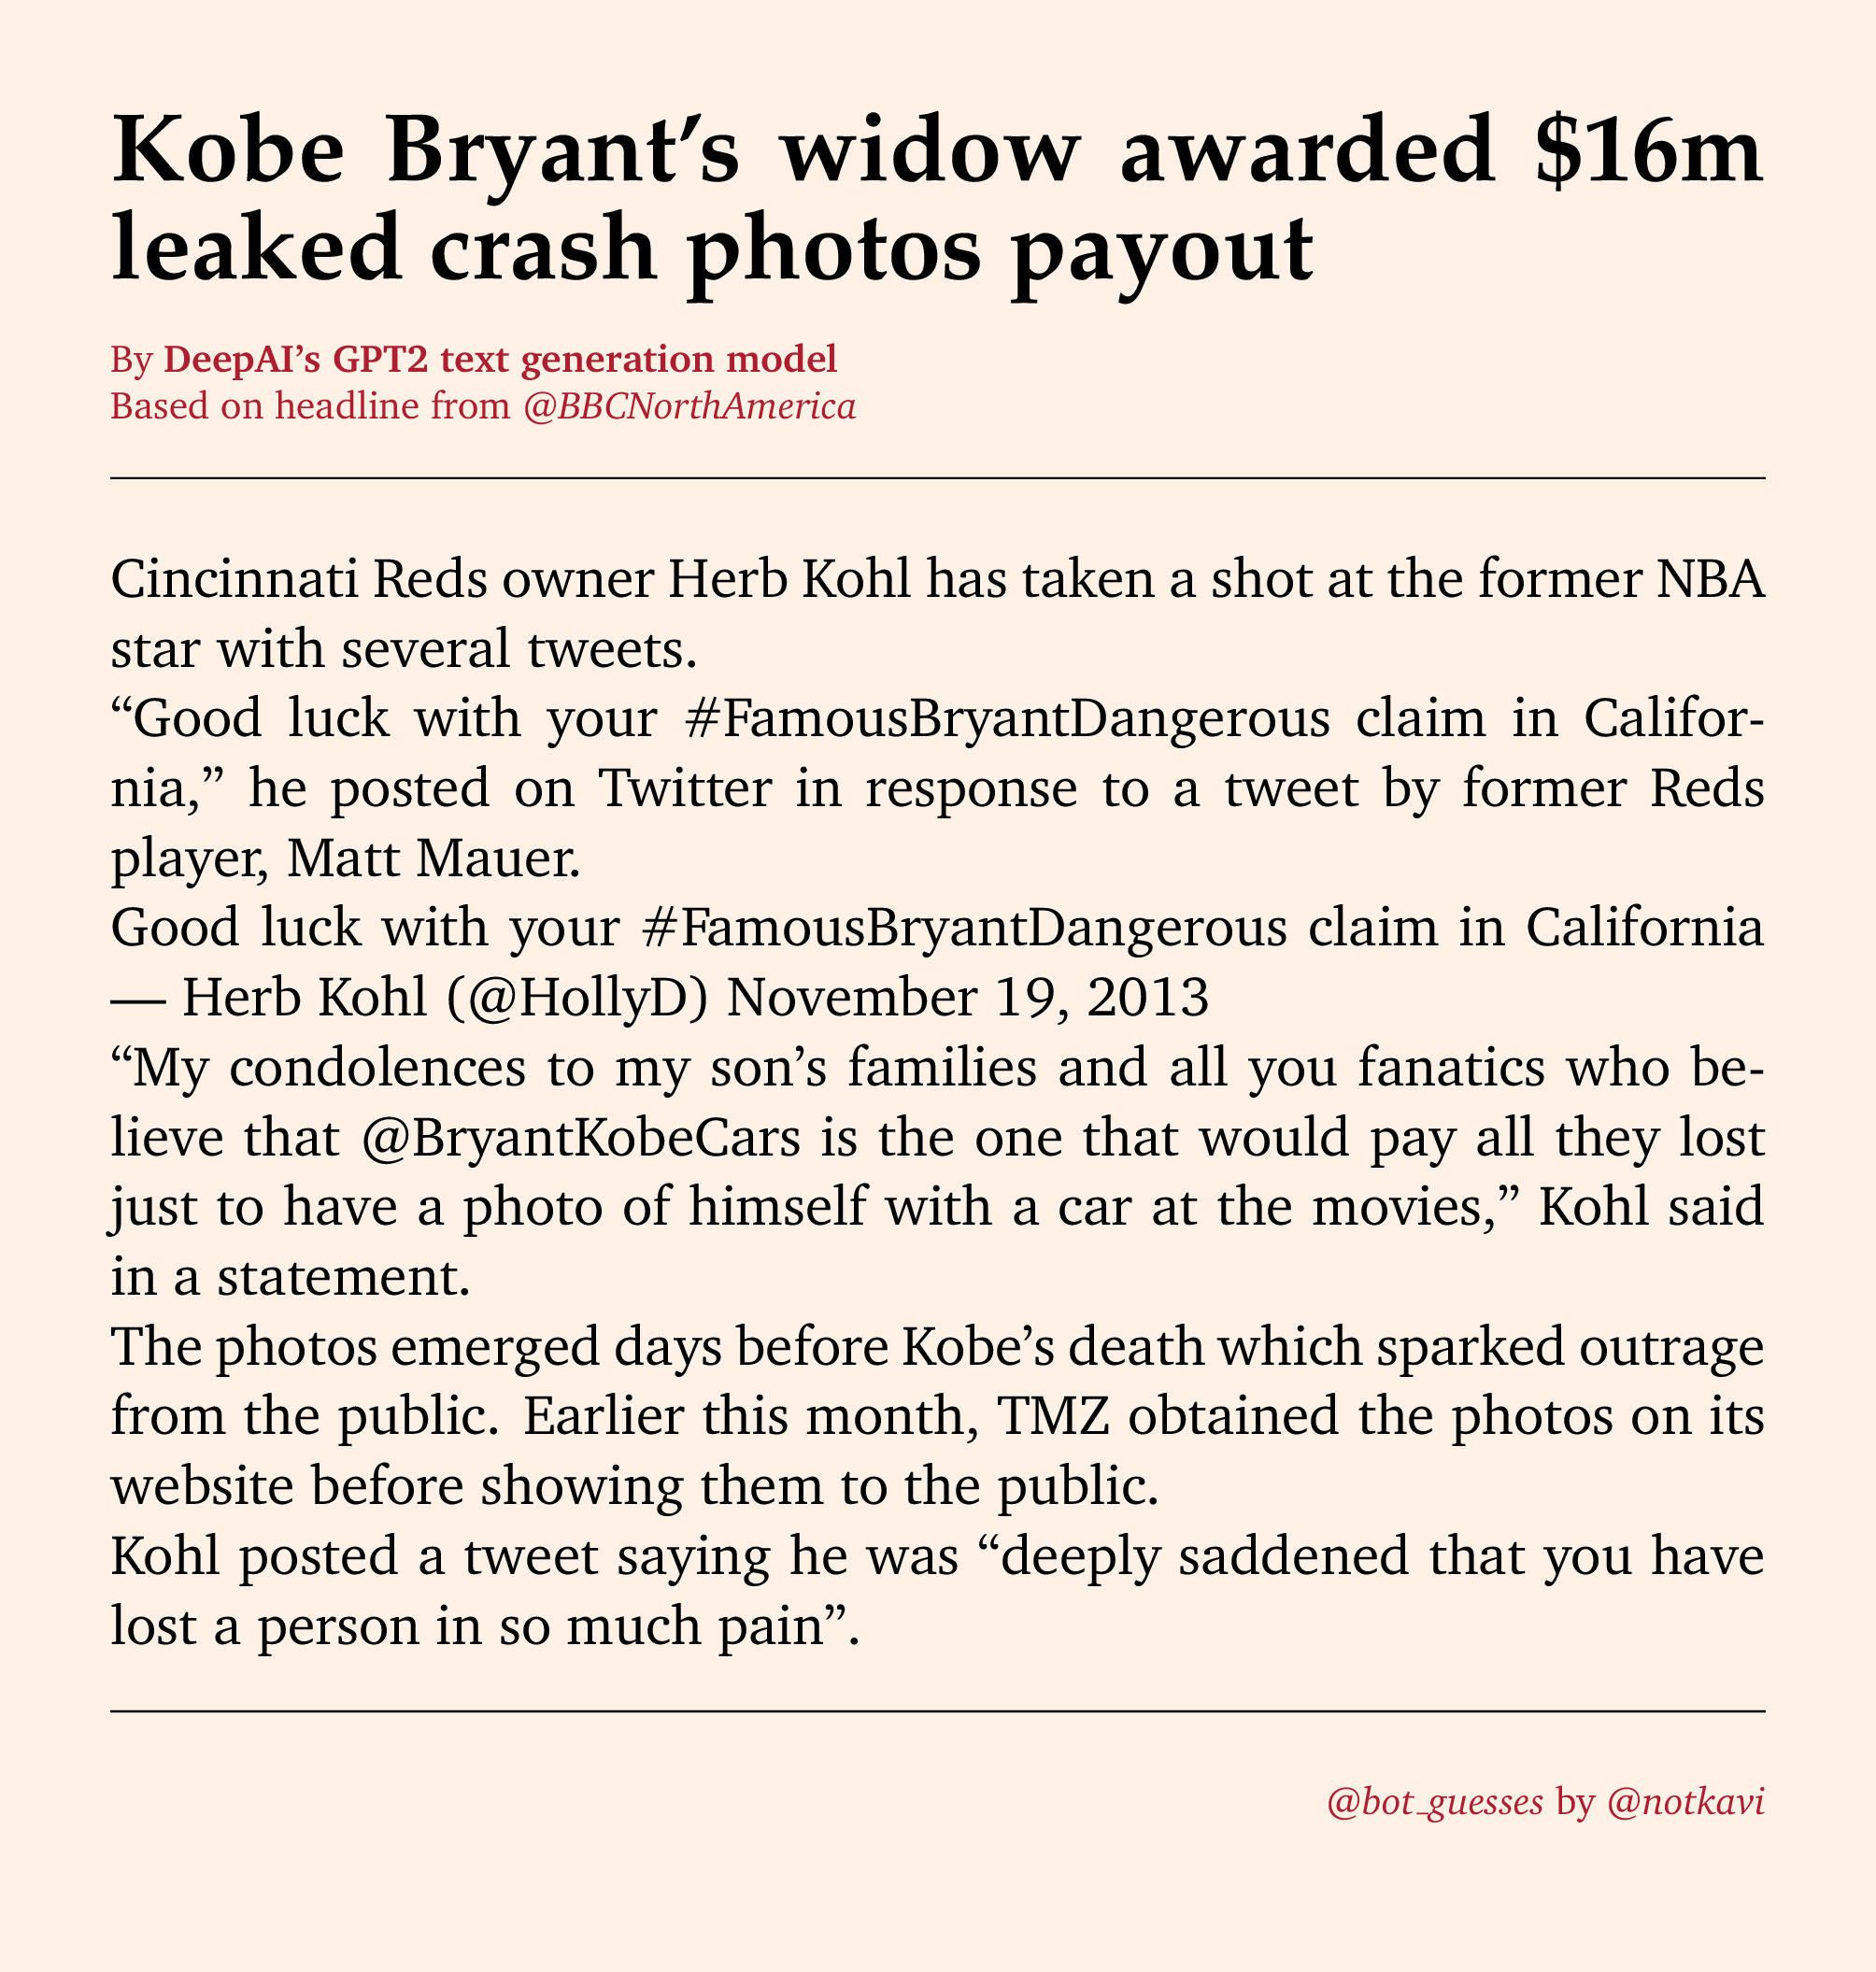 Kobe Bryant’s widow awarded $16m
leaked crash photos payout
By DeepAI’s GPT2 text generation model
Based on headline from @BBCNorthAmerica
Cincinnati Reds owner Herb Kohl has taken a shot at the former NBA
star with several tweets.
“Good luck with your #FamousBryantDangerous claim in Califor-
nia,” he posted on Twitter in response to a tweet by former Reds
player, Matt Mauer.
Good luck with your #FamousBryantDangerous claim in California
— Herb Kohl (@HollyD) November 19, 2013
“My condolences to my son’s families and all you fanatics who be-
lieve that @BryantKobeCars is the one that would pay all they lost
just to have a photo of himself with a car at the movies,” Kohl said
in a statement.
The photos emerged days before Kobe’s death which sparked outrage
from the public. Earlier this month, TMZ obtained the photos on its
website before showing them to the public.
Kohl posted a tweet saying he was “deeply saddened that you have
lost a person in so much pain”.
@bot_guesses by @notkavi